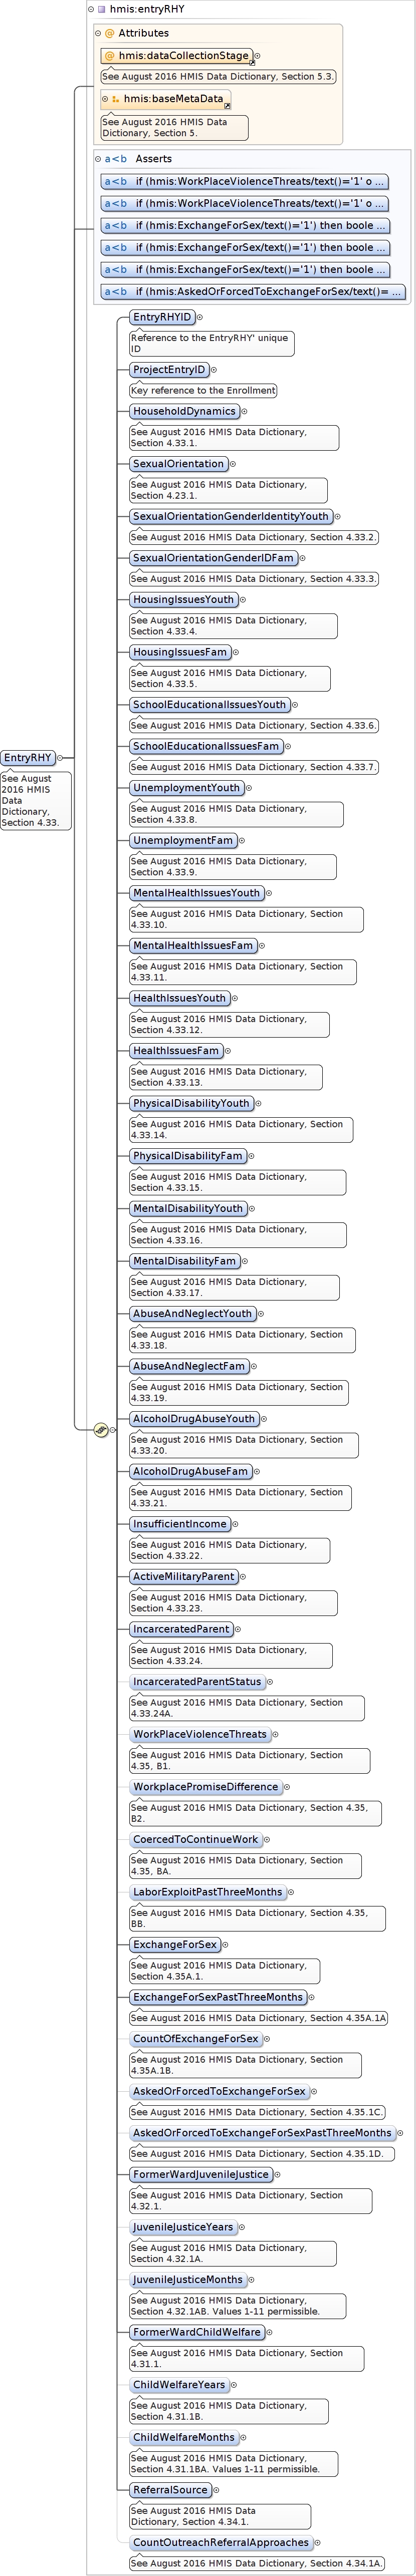 hmis:entryRHY
Attributes
@ hmis:dataCollectionStage
See August 2016 HMIS Data Dictionary, Section 5.3.
hmis:baseMetaData
See August 2016 HMIS Data
Dictionary, Section 5.
a<b Asserts
a<b if (hmis:WorkPlaceViolenceThreats/text()='1' o ...
a<b if (hmis:WorkPlaceViolenceThreats/text()='1' o ...
a<b if (hmis:ExchangeForSex/text()='1') then boole ...
a<b if (hmis:ExchangeForSex/text()='1') then boole ...
a<b if (hmis:ExchangeForSex/text()='1') then boole ...
a<b if (hmis:AskedOrForcedToExchangeForSex/text()= ...
EntryRHYID
Reference to the EntryRHY' unique
ID
ProjectEntryID
Key reference to the Enrollment
HouseholdDynamics
See August 2016 HMIS Data Dictionary,
Section 4.33.1.
SexualOrientation
See August 2016 HMIS Data Dictionary,
Section 4.23.1.
SexualOrientationGenderIdentityYouth
See August 2016 HMIS Data Dictionary, Section 4.33.2.
SexualOrientationGenderIDFam
See August 2016 HMIS Data Dictionary, Section 4.33.3.
HousingIssuesYouth
See August 2016 HMIS Data Dictionary,
Section 4.33.4.
HousingIssuesFam
See August 2016 HMIS Data Dictionary,
Section 4.33.5.
SchoolEducationalIssuesYouth
See August 2016 HMIS Data Dictionary, Section 4.33.6.
SchoolEducationalIssuesFam
See August 2016 HMIS Data Dictionary, Section 4.33.7.
EntryRHY
See August
2016 HMIS
Data
Dictionary,
Section 4.33.
UnemploymentYouth
See August 2016 HMIS Data Dictionary,
Section 4.33.8.
UnemploymentFam
See August 2016 HMIS Data Dictionary,
Section 4.33.9.
MentalHealthIssuesYouth
See August 2016 HMIS Data Dictionary, Section
4.33.10.
MentalHealthIssuesFam
See August 2016 HMIS Data Dictionary, Section
4.33.11.
HealthIssuesYouth
See August 2016 HMIS Data Dictionary,
Section 4.33.12.
HealthIssuesFam
See August 2016 HMIS Data Dictionary,
Section 4.33.13.
PhysicalDisabilityYouth
See August 2016 HMIS Data Dictionary, Section
4.33.14.
PhysicalDisabilityFam
See August 2016 HMIS Data Dictionary, Section
4.33.15.
MentalDisabilityYouth
See August 2016 HMIS Data Dictionary, Section
4.33.16.
MentalDisabilityFam
See August 2016 HMIS Data Dictionary,
Section 4.33.17.
AbuseAndNeglectYouth
See August 2016 HMIS Data Dictionary, Section
4.33.18.
AbuseAndNeglectFam
See August 2016 HMIS Data Dictionary, Section
4.33.19.
AlcoholDrugAbuseYouth
See August 2016 HMIS Data Dictionary, Section
4.33.20.
AlcoholDrugAbuseFam
See August 2016 HMIS Data Dictionary, Section
4.33.21.
InsufficientIncome
See August 2016 HMIS Data Dictionary,
Section 4.33.22.
ActiveMilitaryParent
See August 2016 HMIS Data Dictionary,
Section 4.33.23.
IncarceratedParent
See August 2016 HMIS Data Dictionary,
Section 4.33.24.
IncarceratedParentStatus
See August 2016 HMIS Data Dictionary, Section
4.33.24A.
WorkPlaceViolenceThreats
See August 2016 HMIS Data Dictionary, Section
4.35, B1.
WorkplacePromiseDifference
See August 2016 HMIS Data Dictionary, Section 4.35,
B2.
CoercedToContinueWork
See August 2016 HMIS Data Dictionary, Section
4.35, BA.
LaborExploitPastThreeMonths
See August 2016 HMIS Data Dictionary, Section 4.35,
BB.
ExchangeForSex
See August 2016 HMIS Data Dictionary,
Section 4.35A.1.
ExchangeForSexPastThreeMonths
See August 2016 HMIS Data Dictionary, Section 4.35A.1A
CountOfExchangeForSex
See August 2016 HMIS Data Dictionary, Section
4.35A.1B.
AskedOrForcedToExchangeForSex
See August 2016 HMIS Data Dictionary, Section 4.35.1C.
AskedOrForcedToExchangeForSexPastThreeMonths
See August 2016 HMIS Data Dictionary, Section 4.35.1D.
FormerWardJuvenileJustice
See August 2016 HMIS Data Dictionary, Section
4.32.1.
JuvenileJusticeYears
See August 2016 HMIS Data Dictionary,
Section 4.32.1A.
JuvenileJusticeMonths
See August 2016 HMIS Data Dictionary,
Section 4.32.1AB. Values 1-11 permissible.
FormerWardChildWelfare
See August 2016 HMIS Data Dictionary, Section
4.31.1.
ChildWelfareYears
See August 2016 HMIS Data Dictionary,
Section 4.31.1B.
ChildWelfareMonths
See August 2016 HMIS Data Dictionary,
Section 4.31.1BA. Values 1-11 permissible.
ReferralSource
See August 2016 HMIS Data
Dictionary, Section 4.34.1.
CountOutreachReferralApproaches
See August 2016 HMIS Data Dictionary, Section 4.34.1A.